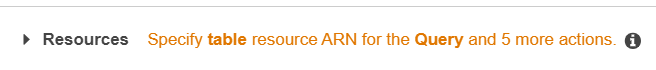 Resources Specify table resource ARN for the Query and 5 more actions.